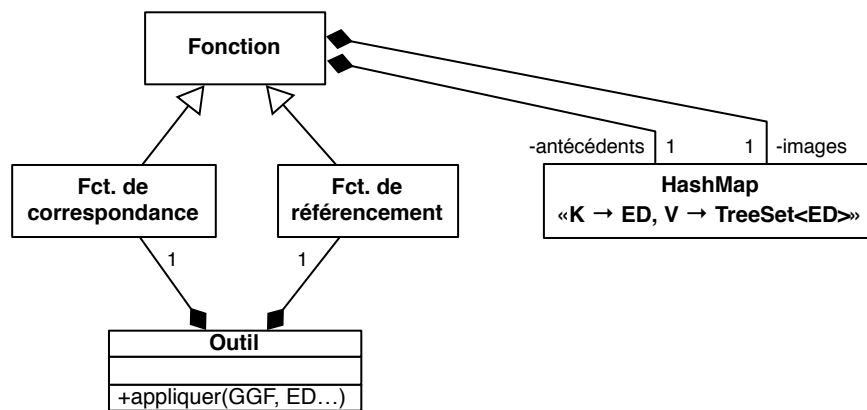 Fonction
-antécédents 1
1 -images
Fct. de
correspondance
Fct. de
référencement
HashMap
«K → ED, V → TreeSet<ED>»
1
1
Outil
+appliquer(GGF, ED…)